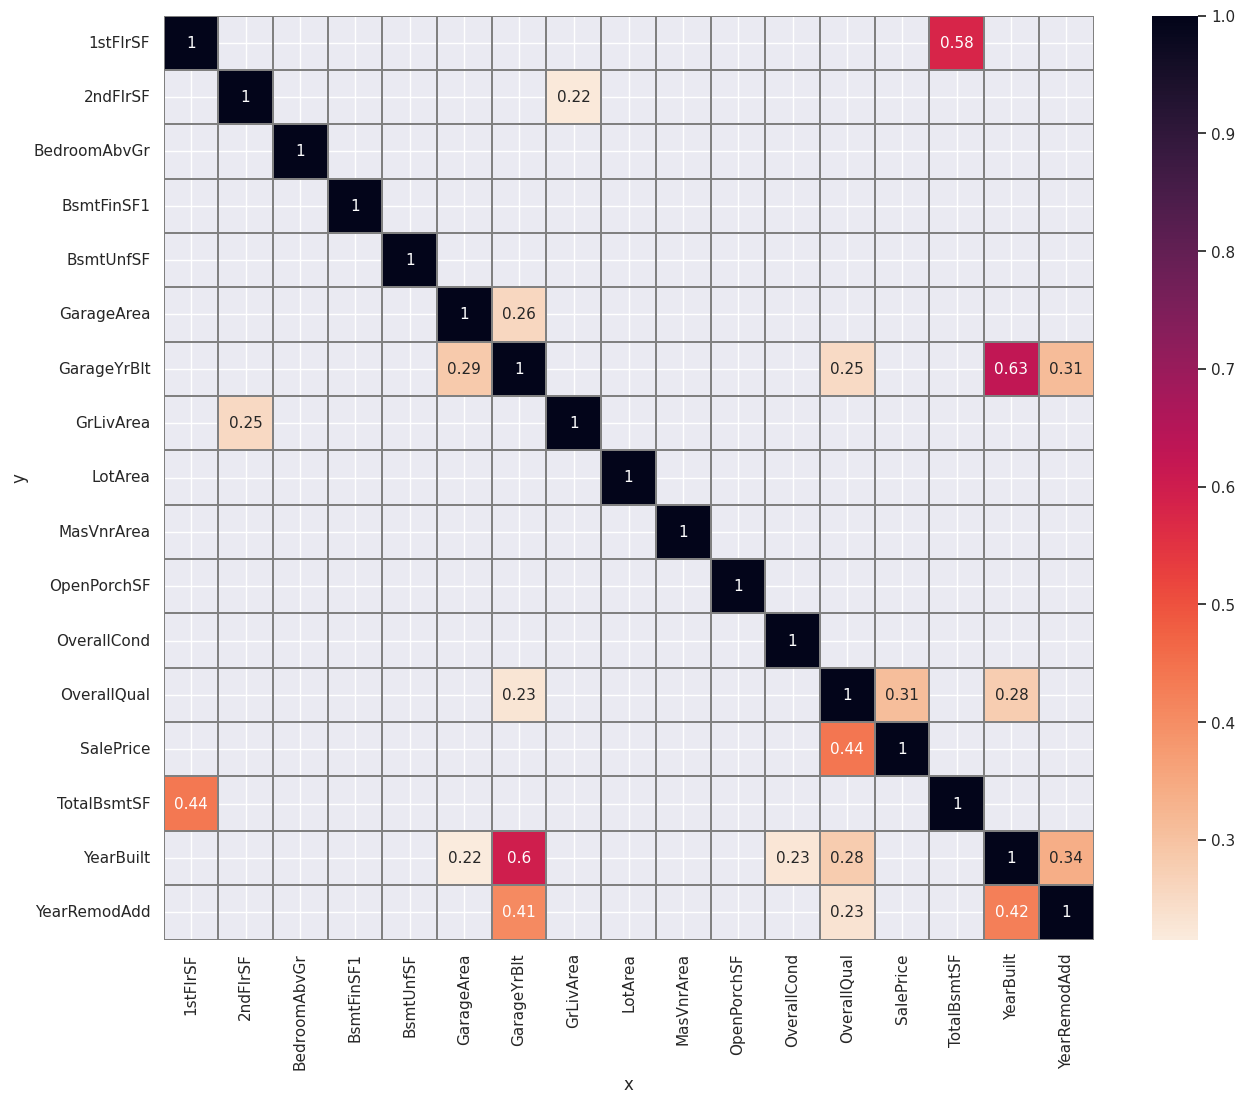 1stFlrSF 1 0.58
2ndFlrSF 1 0.22
BedroomAbvGr 1
BsmtFinSF1 1
BsmtUnfSF 1
GarageArea 1 0.26
GarageYrBlt 0.29 1 0.25 0.63 0.31
GrLivArea 0.25 1
LotArea 1
MasVnrArea 1
OpenPorchSF 1
OverallCond 1
OverallQual 0.23 1 0.31 0.28
SalePrice 0.44 1
TotalBsmtSF 0.44 1
YearBuilt 0.22 0.6 0.23 0.28 1 0.34
YearRemodAdd 0.41 0.23 0.42 1
y
1stFlrSF
2ndFlrSF
BedroomAbvGr
BsmtFinSF1
BsmtUnfSF
GarageArea
GarageYrBlt
GrLivArea
LotArea
MasVnrArea
OpenPorchSF
OverallCond
OverallQual
SalePrice
TotalBsmtSF
YearBuilt
YearRemodAdd
x
1.0
0.9
0.8
0.7
0.6
0.5
0.4
0.3